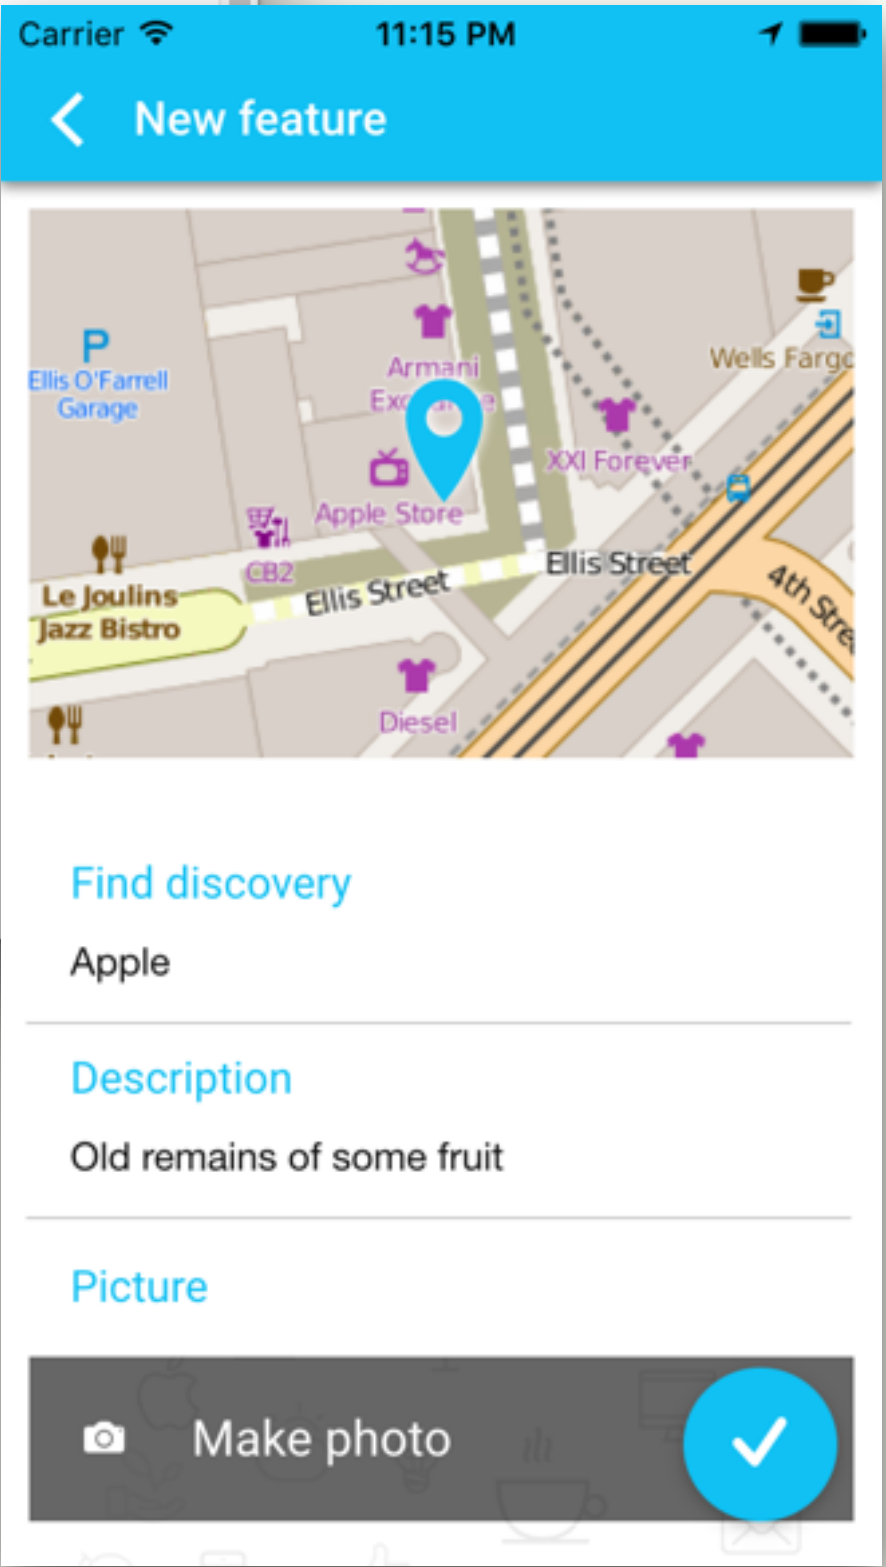 Carrier 11:15 PM
New feature
P
Ellis O'Farrell
Garage
Armani
Wells Fargo
XXI Forever
Apple Store
CB2
Ellis Street
Ellis Street
4th Stree
Le Joulins
Jazz Bistro
Diesel
Find discovery
Apple
Description
Old remains of some fruit
Picture
Make photo